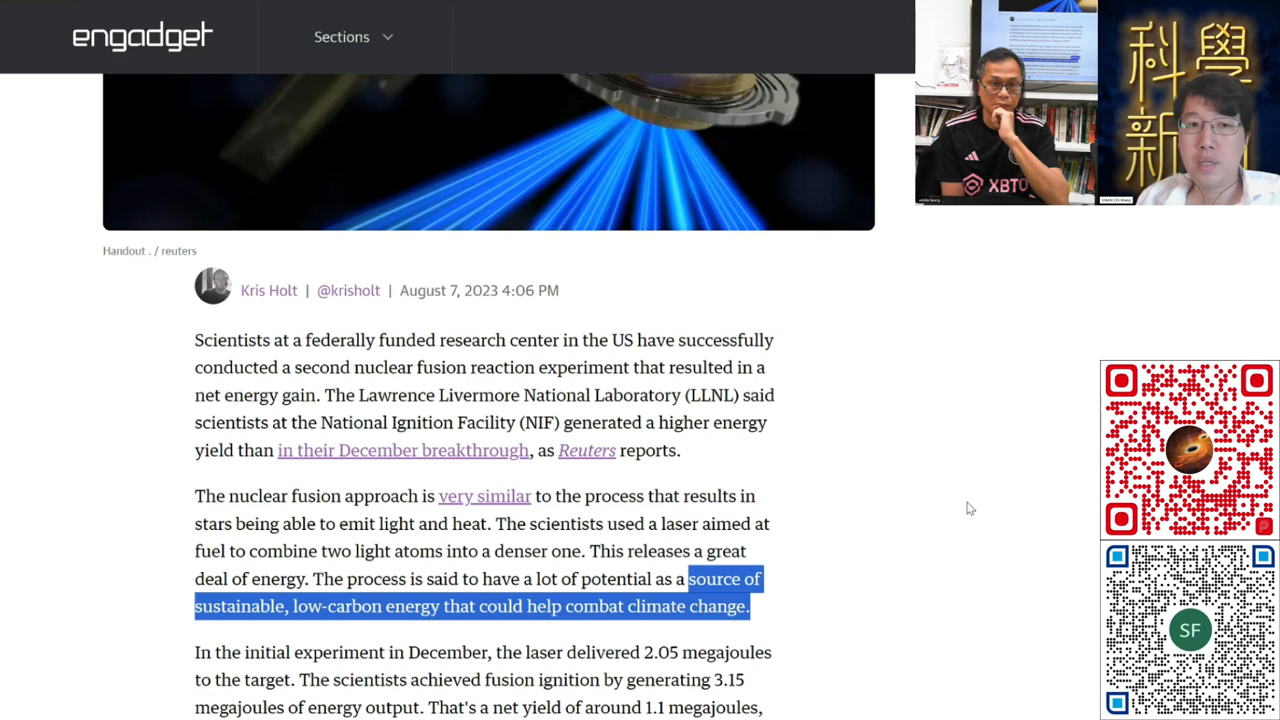 engadget
Sections
Handout . / reuters
Kris Holt | @krisholt | August 7, 2023 4:06 PM
Scientists at a federally funded research center in the US have successfully
conducted a second nuclear fusion reaction experiment that resulted in a
net energy gain. The Lawrence Livermore National Laboratory (LLNL) said
scientists at the National Ignition Facility (NIF) generated a higher energy
yield than in their December breakthrough, as Reuters reports.
The nuclear fusion approach is very similar to the process that results in
stars being able to emit light and heat. The scientists used a laser aimed at
fuel to combine two light atoms into a denser one. This releases a great
deal of energy. The process is said to have a lot of potential as a source of
sustainable, low-carbon energy that could help combat climate change.
In the initial experiment in December, the laser delivered 2.05 megajoules
to the target. The scientists achieved fusion ignition by generating 3.15
megajoules of energy output. That's a net yield of around 1.1 megajoules,
XBTO
科學
新
SF